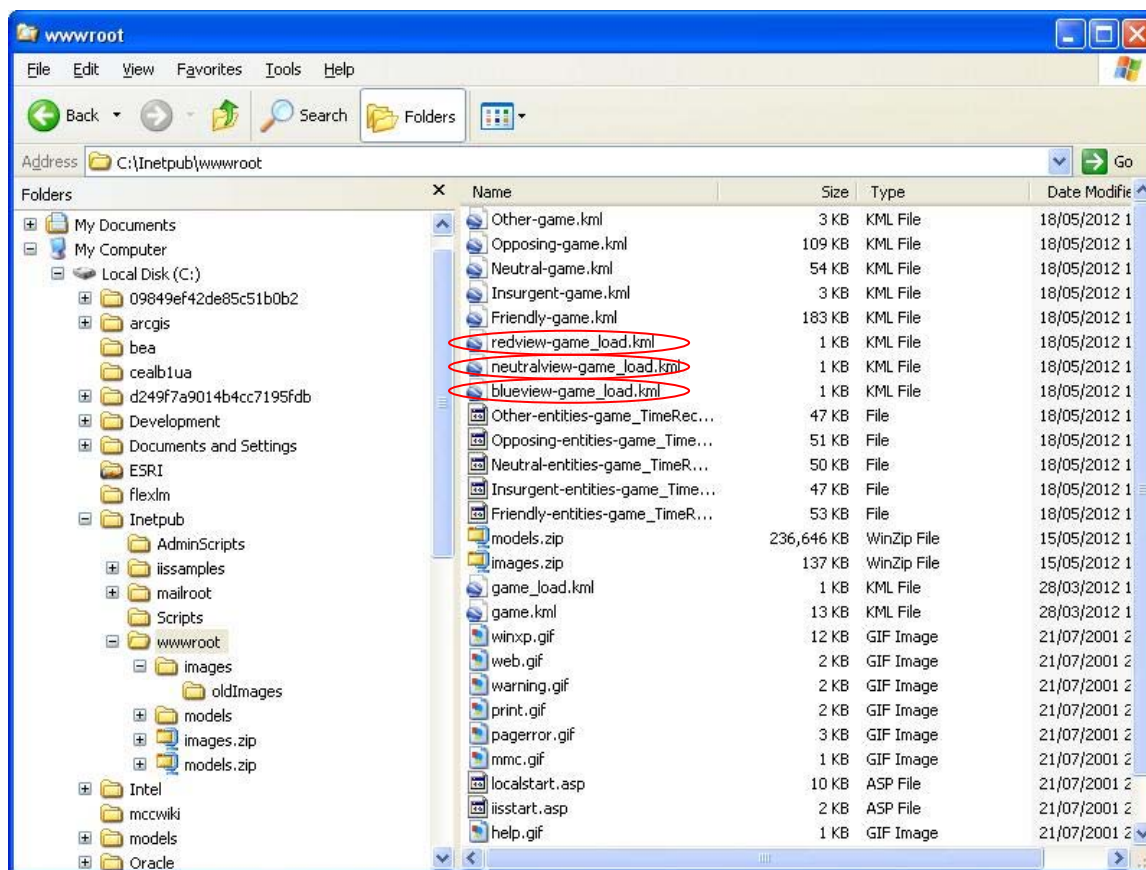 wwwroot
File Edit View Favorites Tools Help
Back Search Folders
Address C:\Inetpub\wwwroot Go
Folders
My Documents
My Computer
Local Disk (C:)
09849ef42de85c51b0b2
arcgis
bea
cealb1ua
d249f7a9014b4cc7195fdb
Development
Documents and Settings
ESRI
flexlm
Inetpub
AdminScripts
iissamples
mailroot
Scripts
wwwroot
images
oldImages
models
images.zip
models.zip
Intel
mccwiki
models
Oracle
Name Size Type Date Modifie
Other-game.kml 3 KB KML File 18/05/2012 1
Opposing-game.kml 109 KB KML File 18/05/2012 1
Neutral-game.kml 54 KB KML File 18/05/2012 1
Insurgent-game.kml 3 KB KML File 18/05/2012 1
Friendly-game.kml 183 KB KML File 18/05/2012 1
redview-game_load.kml 1 KB KML File 18/05/2012 1
neutralview-game_load.kml 1 KB KML File 18/05/2012 1
blueview-game_load.kml 1 KB KML File 18/05/2012 1
Other-entities-game_TimeRec... 47 KB File 18/05/2012 1
Opposing-entities-game_Time... 51 KB File 18/05/2012 1
Neutral-entities-game_TimeR... 50 KB File 18/05/2012 1
Insurgent-entities-game_Time... 47 KB File 18/05/2012 1
Friendly-entities-game_TimeR... 53 KB File 18/05/2012 1
models.zip 236,646 KB WinZip File 15/05/2012 1
images.zip 137 KB WinZip File 15/05/2012 1
game_load.kml 1 KB KML File 28/03/2012 1
game.kml 13 KB KML File 28/03/2012 1
winxp.gif 12 KB GIF Image 21/07/2001 2
web.gif 2 KB GIF Image 21/07/2001 2
warning.gif 2 KB GIF Image 21/07/2001 2
print.gif 2 KB GIF Image 21/07/2001 2
pagerror.gif 3 KB GIF Image 21/07/2001 2
mmc.gif 1 KB GIF Image 21/07/2001 2
localstart.asp 10 KB ASP File 21/07/2001 2
iisstart.asp 2 KB ASP File 21/07/2001 2
help.gif 1 KB GIF Image 21/07/2001 2